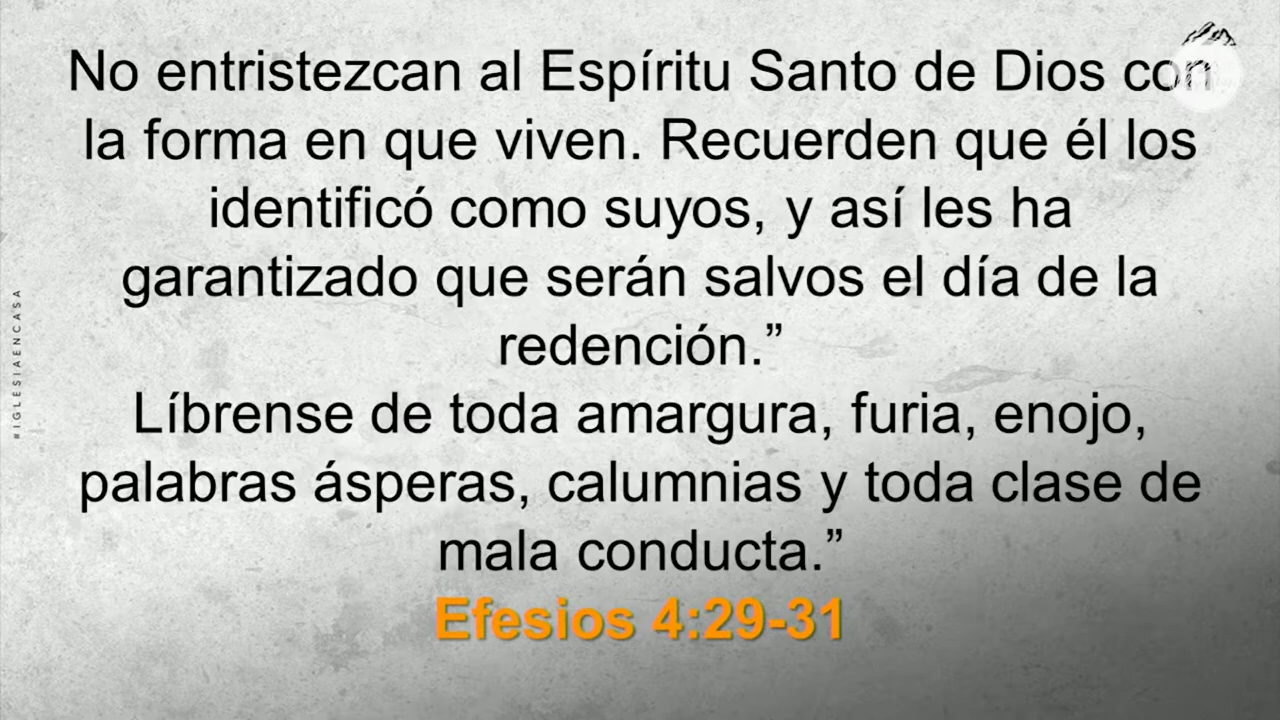 No entristezcan al Espíritu Santo de Dios con
la forma en que viven. Recuerden que él los
identificó como suyos, y así les ha
garantizado que serán salvos el día de la
redención.”
Líbrense de toda amargura, furia, enojo,
palabras ásperas, calumnias y toda clase de
mala conducta.”
Efesios 4:29-31
#IGLESIAENCASA